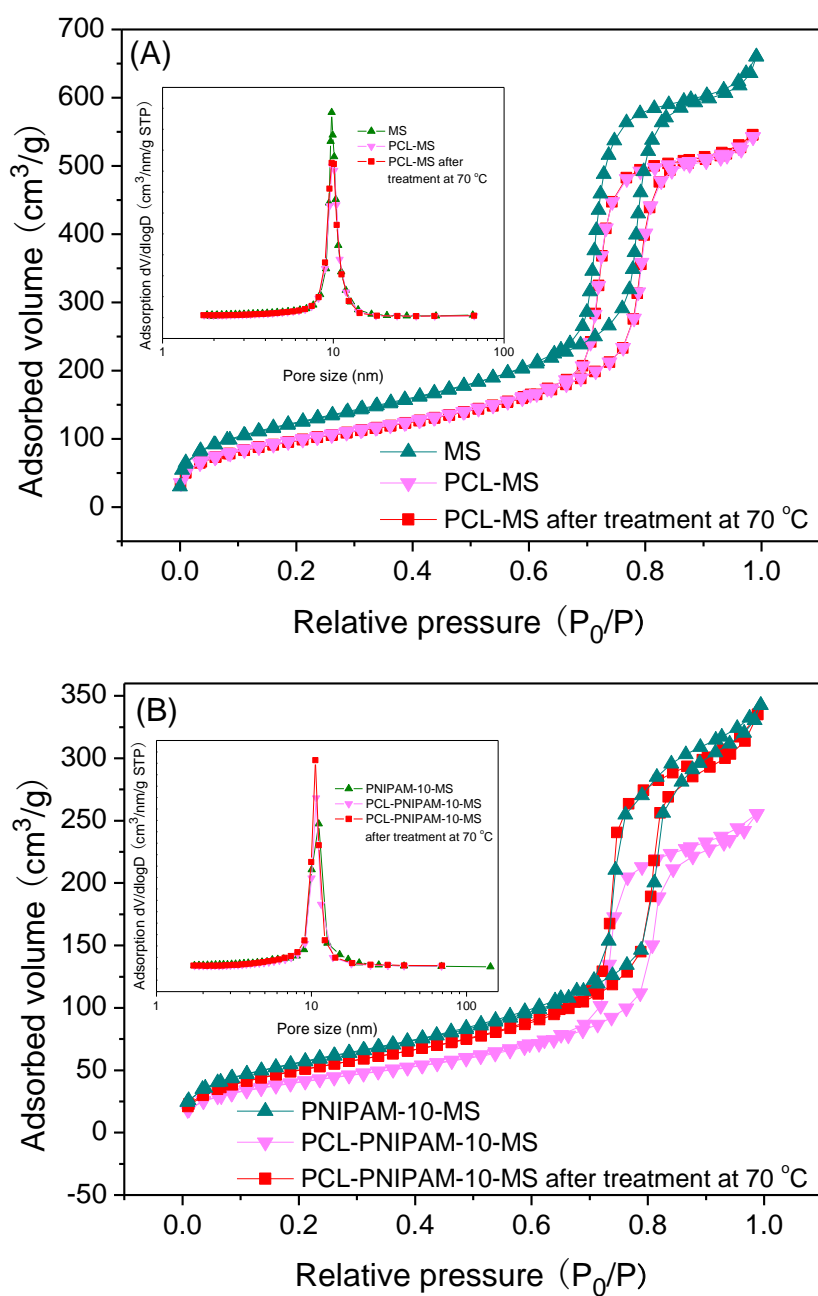 (A)
700
600
500
400
300
200
100
0
Adsorbed volume（cm³/g）
0.0 0.2 0.4 0.6 0.8 1.0
Relative pressure（P₀/P）
MS
PCL-MS
PCL-MS after treatment at 70 °C
Adsorption dV/dlogD (cm³/nm/g STP)
MS
PCL-MS
PCL-MS after
treatment at 70 °C
1 10 100
Pore size (nm)
(B)
350
300
250
200
150
100
50
0
-50
Adsorbed volume（cm³/g）
0.0 0.2 0.4 0.6 0.8 1.0
Relative pressure（P₀/P）
PNIPAM-10-MS
PCL-PNIPAM-10-MS
PCL-PNIPAM-10-MS after treatment at 70 °C
Adsorption dV/dlogD (cm³/nm/g STP)
PNIPAM-10-MS
PCL-PNIPAM-10-MS
PCL-PNIPAM-10-MS
after treatment at 70 °C
1 10 100
Pore size (nm)